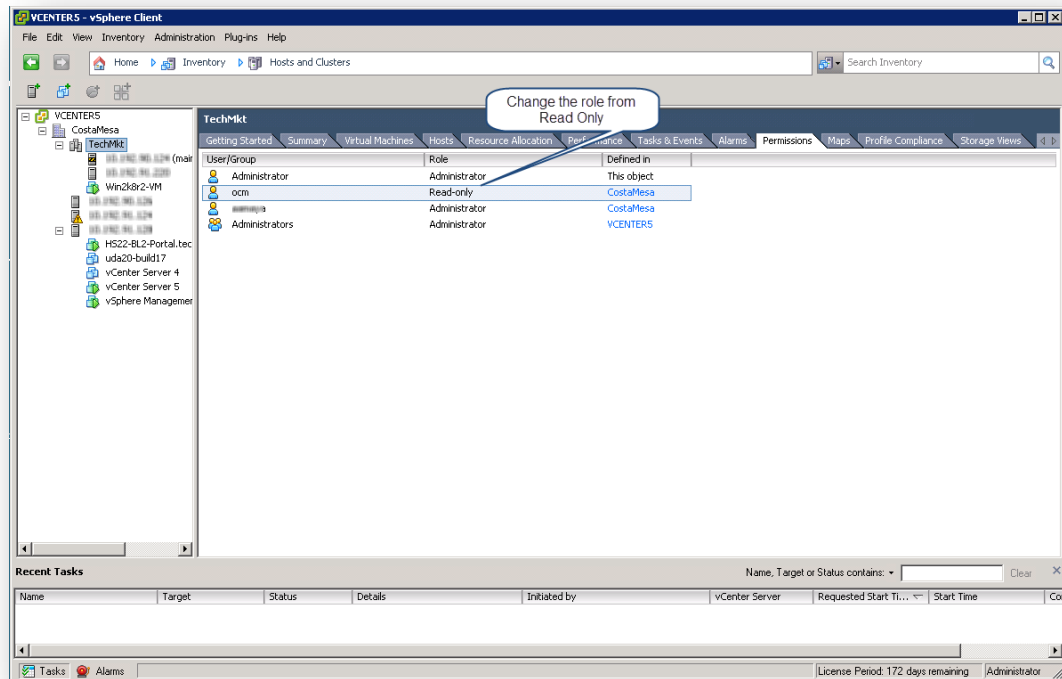 VCENTER5 - vSphere Client
File Edit View Inventory Administration Plug-ins Help
Home Inventory Hosts and Clusters
Search Inventory
Change the role from
Read Only
VCENTER5
CostaMesa
TechMkt
(mair
Win2k8r2-VM
HS22-BL2-Portal.tec
uda20-build17
vCenter Server 4
vCenter Server 5
vSphere Managemer
TechMkt
Getting Started Summary Virtual Machines Hosts Resource Allocation Performance Tasks & Events Alarms Permissions Maps Profile Compliance Storage Views
User/Group Role Defined in
Administrator Administrator This object
ocm Read-only CostaMesa
Administrator CostaMesa
Administrators Administrator VCENTER5
Recent Tasks Name, Target or Status contains: Clear
Name Target Status Details Initiated by vCenter Server Requested Start Ti... Start Time Co
Tasks Alarms License Period: 172 days remaining Administrator